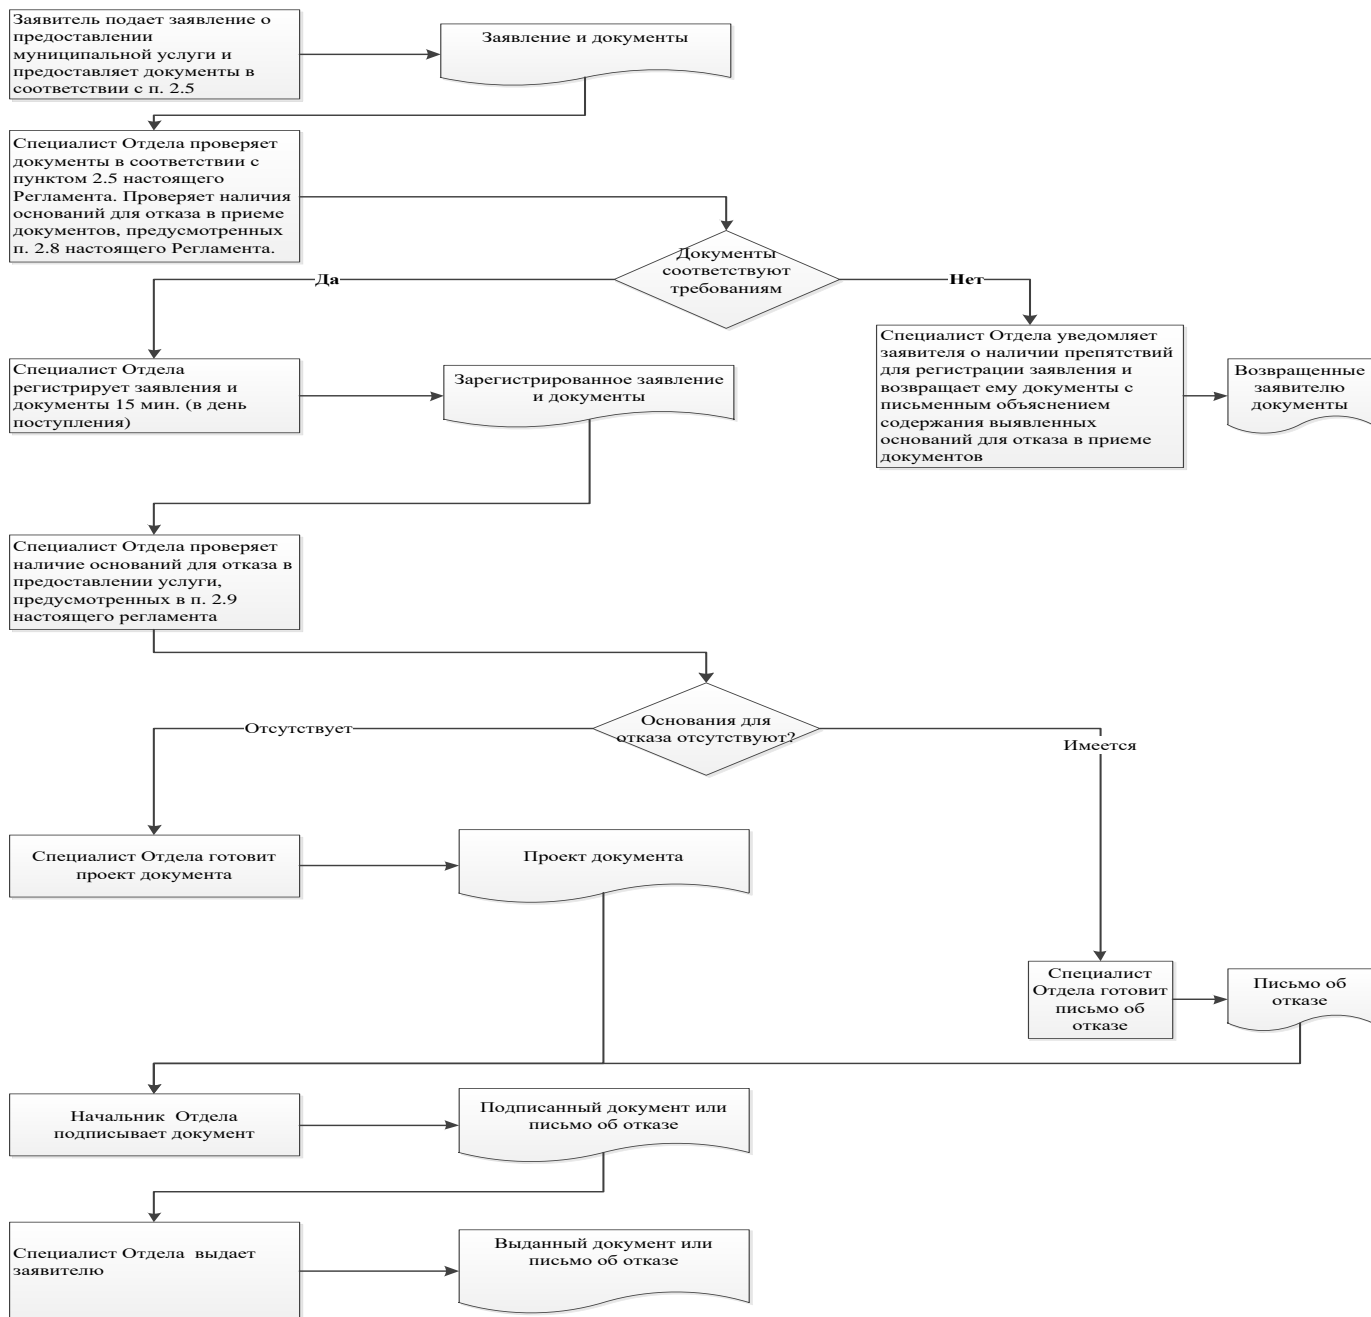 Заявитель подает заявление о
предоставлении
муниципальной услуги и
предоставляет документы в
соответствии с п. 2.5
Заявление и документы
Специалист Отдела проверяет
документы в соответствии с
пунктом 2.5 настоящего
Регламента. Проверяет наличия
оснований для отказа в приеме
документов, предусмотренных
п. 2.8 настоящего Регламента.
Документы
соответствуют
требованиям
Да
Нет
Специалист Отдела
регистрирует заявления и
документы 15 мин. (в день
поступления)
Зарегистрированное заявление
и документы
Специалист Отдела уведомляет
заявителя о наличии препятствий
для регистрации заявления и
возвращает ему документы с
письменным объяснением
содержания выявленных
оснований для отказа в приеме
документов
Возвращенные
заявителю
документы
Специалист Отдела проверяет
наличие оснований для отказа в
предоставлении услуги,
предусмотренных в п. 2.9
настоящего регламента
Основания для
отказа отсутствуют?
Отсутствует
Имеется
Специалист Отдела готовит
проект документа
Проект документа
Специалист
Отдела готовит
письмо об
отказе
Письмо об
отказе
Начальник  Отдела
подписывает документ
Подписанный документ или
письмо об отказе
Специалист Отдела  выдает
заявителю
Выданный документ или
письмо об отказе